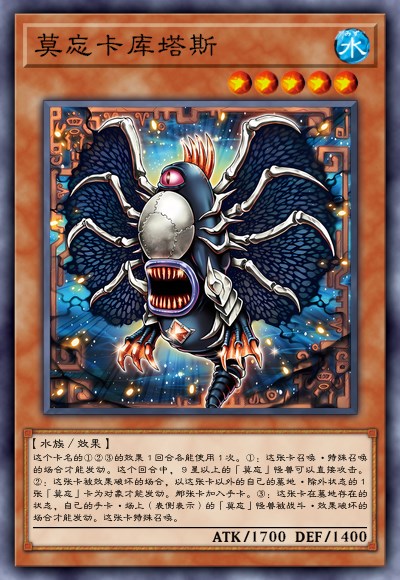 莫忘卡库塔斯
水
【水族／效果】
这个卡名的①②③的效果1回合各能使用1次。①：这张卡召唤·特殊召唤
的场合才能发动。这个回合中，9星以上的「莫忘」怪兽可以直接攻击。
②：这张卡被效果破坏的场合，以这张卡以外的自己的墓地·除外状态的1
张「莫忘」卡为对象才能发动。那张卡加入手卡。③：这张卡在墓地存在的
状态，自己的手卡·场上（表侧表示）的「莫忘」怪兽被战斗·效果破坏的
场合才能发动。这张卡特殊召唤。
ATK/1700 DEF/1400